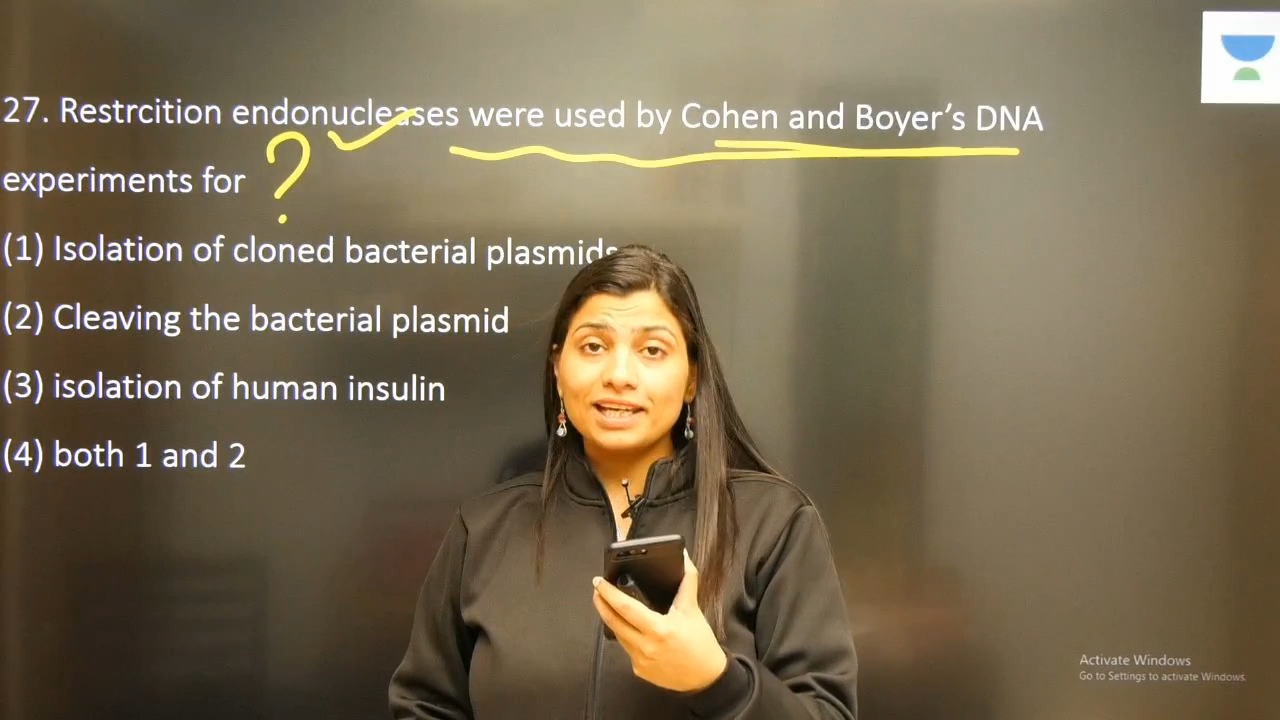 27. Restrcition endonucleases were used by Cohen and Boyer's DNA
experiments for ?
(1) Isolation of cloned bacterial plasmids
(2) Cleaving the bacterial plasmid
(3) isolation of human insulin
(4) both 1 and 2
Activate Windows
Go to Settings to activate Windows.